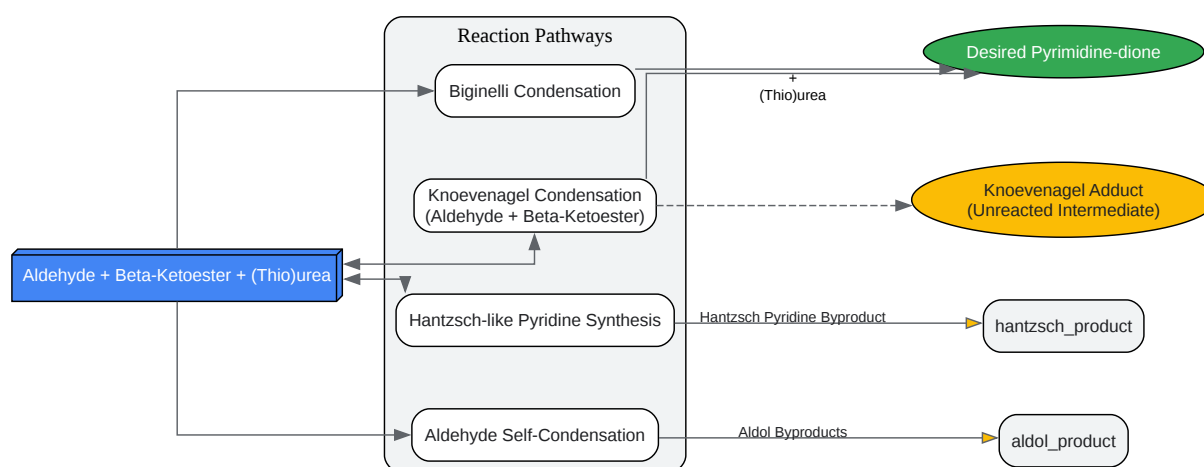 Reaction Pathways
Desired Pyrimidine-dione
Biginelli Condensation
+
(Thio)urea
Knoevenagel Condensation
(Aldehyde + Beta-Ketoester)
Knoevenagel Adduct
(Unreacted Intermediate)
Aldehyde + Beta-Ketoester + (Thio)urea
Hantzsch-like Pyridine Synthesis
Hantzsch Pyridine Byproduct
hantzsch_product
Aldehyde Self-Condensation
Aldol Byproducts
aldol_product